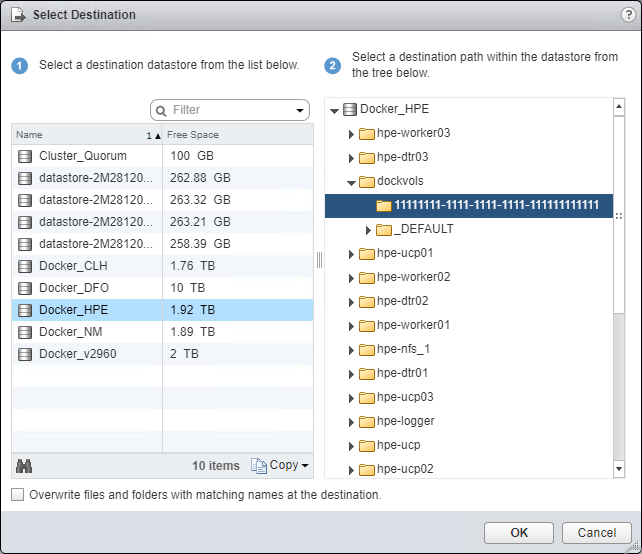 Select Destination
1 Select a destination datastore from the list below.
2 Select a destination path within the datastore from
the tree below.
Filter
Name 1 Free Space
Cluster_Quorum 100 GB
datastore-2M28120... 262.88 GB
datastore-2M28120... 263.32 GB
datastore-2M28120... 263.21 GB
datastore-2M28120... 258.39 GB
Docker_CLH 1.76 TB
Docker_DFO 10 TB
Docker_HPE 1.92 TB
Docker_NM 1.89 TB
Docker_v2960 2 TB
10 items Copy
Docker_HPE
hpe-worker03
hpe-dtr03
dockvols
11111111-1111-1111-1111-111111111111
_DEFAULT
hpe-ucp01
hpe-worker02
hpe-dtr02
hpe-worker01
hpe-nfs_1
hpe-dtr01
hpe-ucp03
hpe-logger
hpe-ucp
hpe-ucp02
Overwrite files and folders with matching names at the destination.
OK Cancel